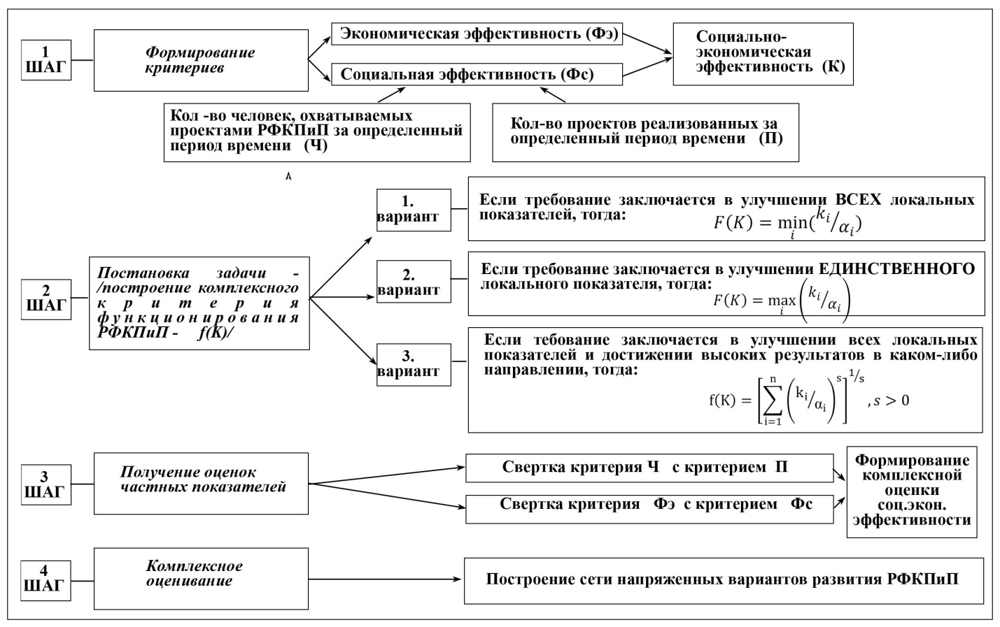 1
ШАГ
Формирование
критериев
Экономическая эффективность (Фэ)
Социальная эффективность (Фс)
Социально-
экономическая
эффективность (К)
Кол -во человек, охватываемых
проектами РФКПиП за определенный
период времени (Ч)
Кол-во проектов реализованных за
определенный период времени (П)
2
ШАГ
Постановка задачи -
/построение комплексного
критерия
функционирования
РФКПиП - f(K)/
1.
вариант
Если требование заключается в улучшении ВСЕХ локальных
показателей, тогда:
F(K) = min(k_i/α_i)
i
2.
вариант
Если требование заключается в улучшении ЕДИНСТВЕННОГО
локального показателя, тогда:
F(K) = max(k_i/α_i)
i
3.
вариант
Если тебование заключается в улучшении всех локальных
показателей и достижении высоких результатов в каком-либо
направлении, тогда:
f(K) = [∑_{i=1}^{n} (k_i/α_i)^s]^{1/s}, s > 0
3
ШАГ
Получение оценок
частных показателей
Свертка критерия Ч с критерием П
Свертка критерия Фэ с критерием Фс
Формирование
комплексной
оценки
соц.экон.
эффективности
4
ШАГ
Комплексное
оценивание
Построение сети напряженных вариантов развития РФКПиП